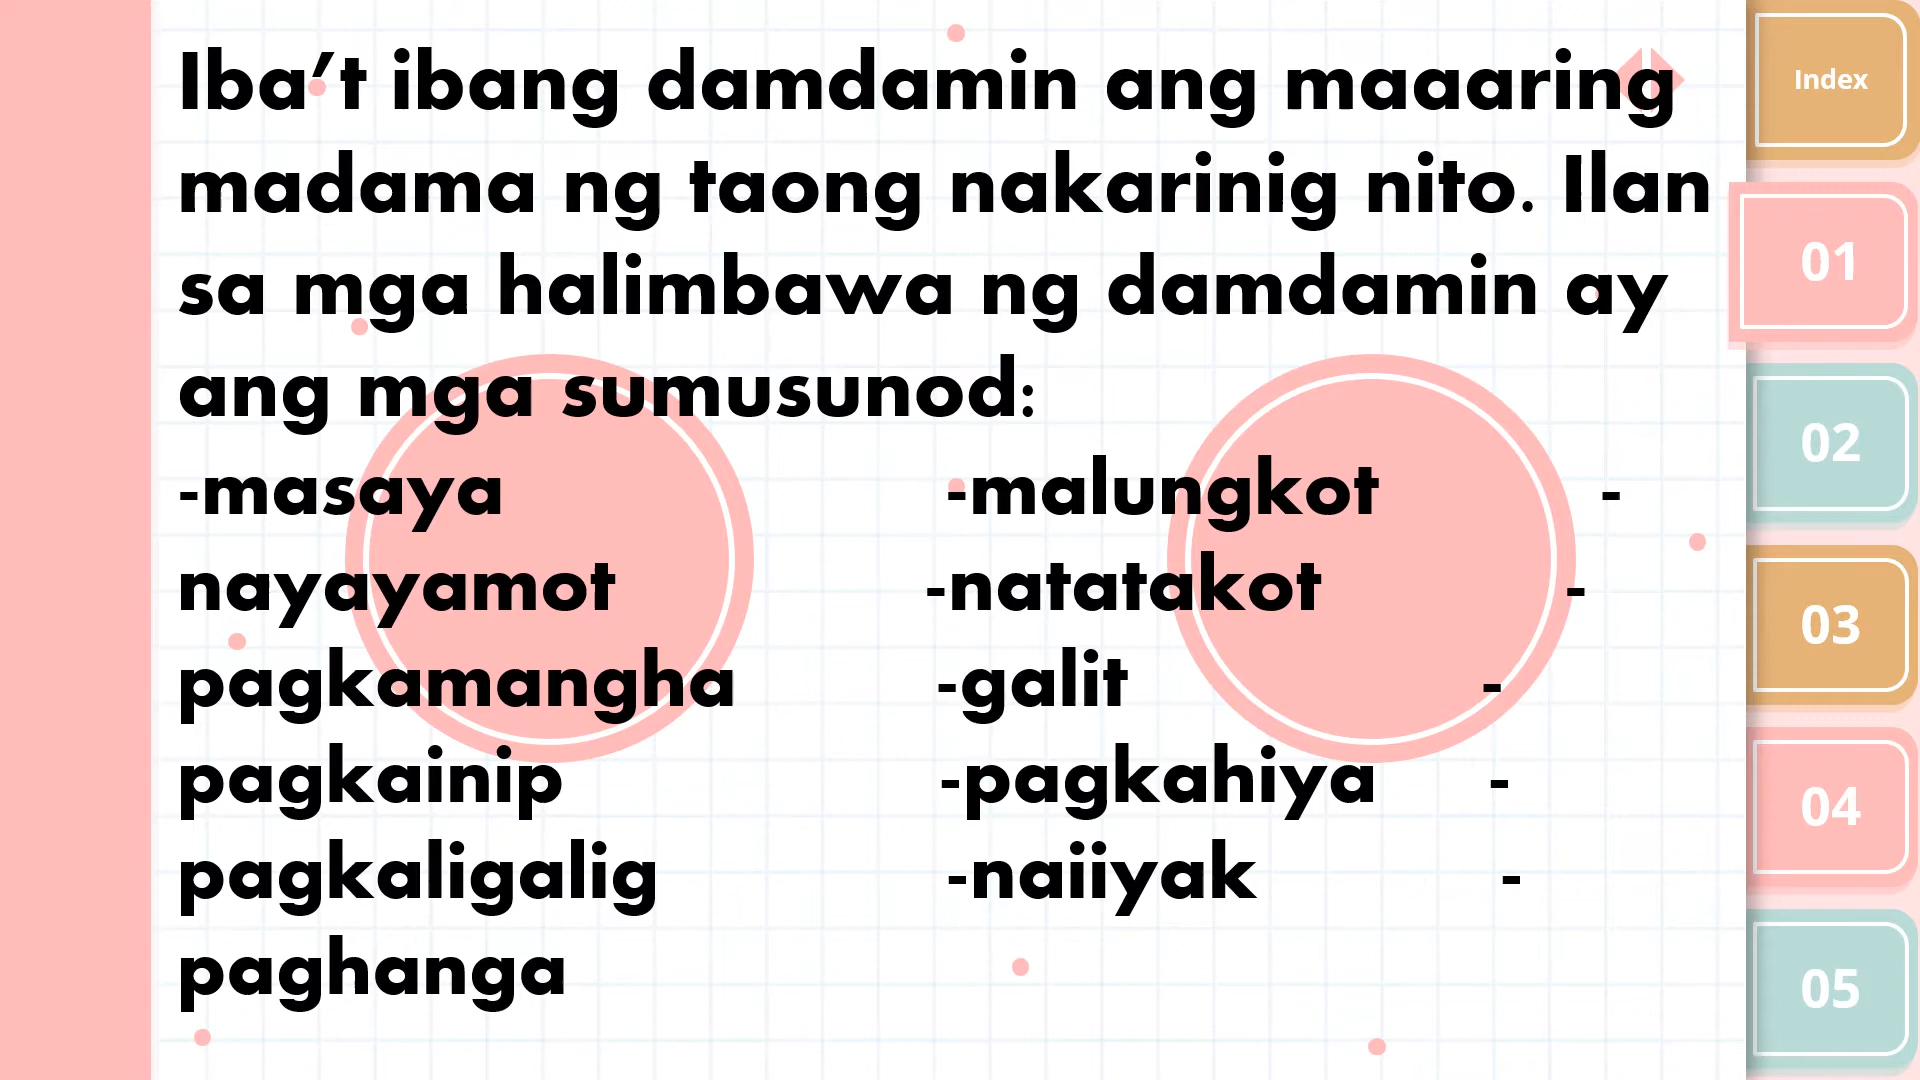 Iba't ibang damdamin ang maaaring
madama ng taong nakarinig nito. Ilan
sa mga halimbawa ng damdamin ay
ang mga sumusunod:
-masaya -malungkot -
nayayamot -natatakot -
pagkamangha -galit -
pagkainip -pagkahiya -
pagkaligalig -naiiyak -
paghanga
Index
01
02
03
04
05